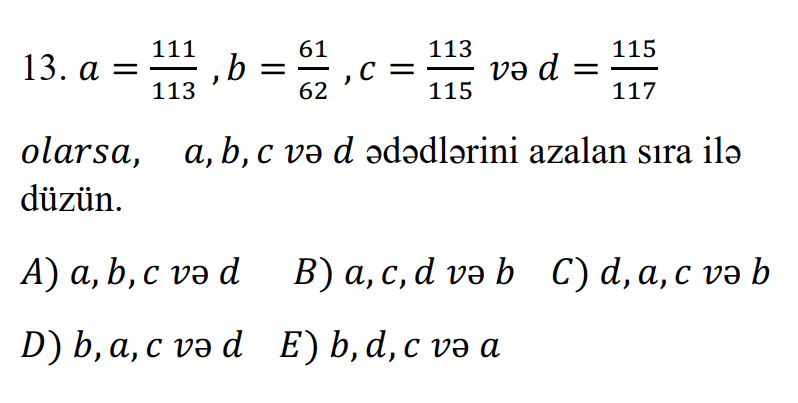 13. a = 111/113 , b = 61/62 , c = 113/115 və d = 115/117
olarsa, a, b, c və d ədədlərini azalan sıra ilə
düzün.
A) a, b, c və d B) a, c, d və b C) d, a, c və b
D) b, a, c və d E) b, d, c və a